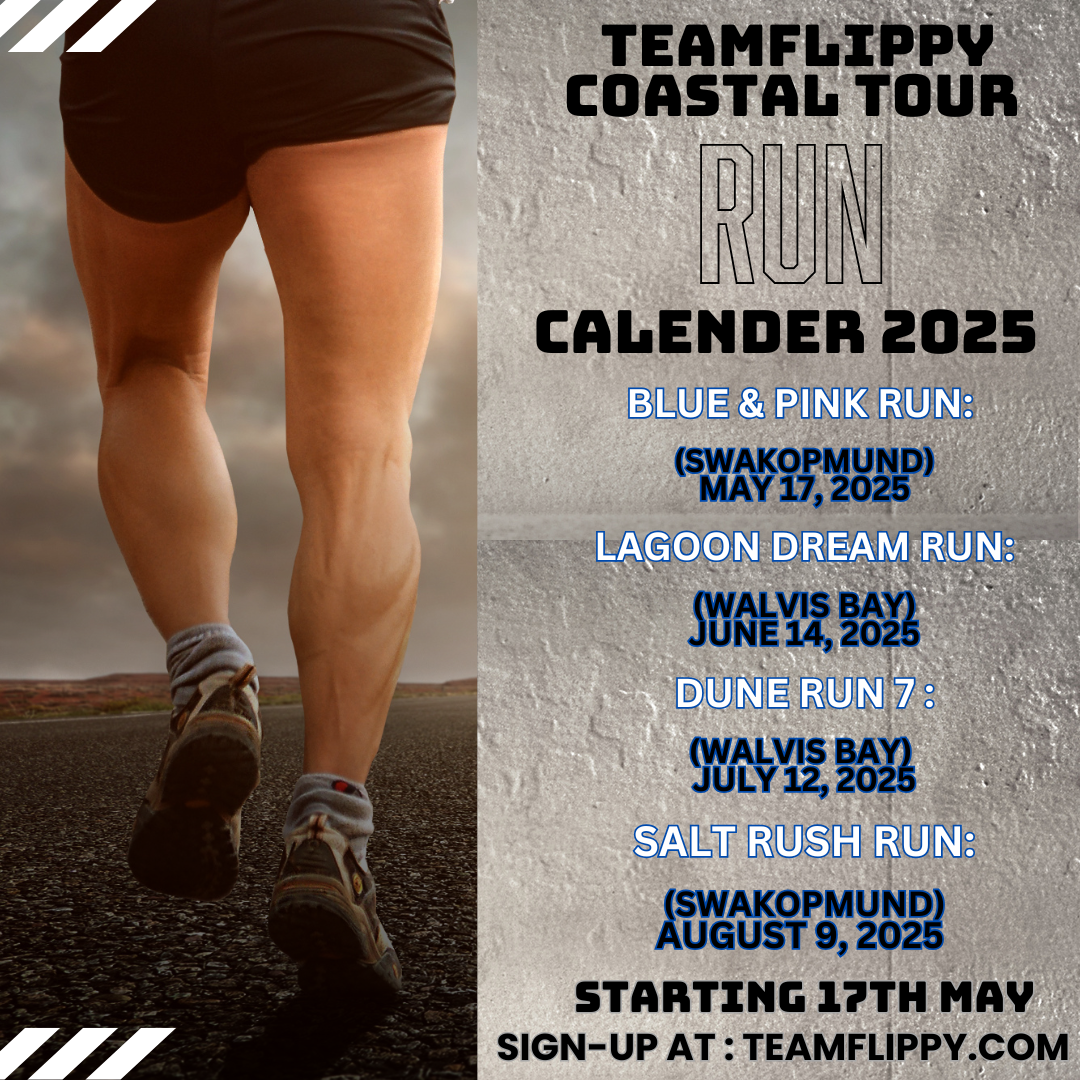 TEAMFLIPPY
COASTAL TOUR
RUN
CALENDER 2025
BLUE & PINK RUN:
(SWAKOPMUND)
MAY 17, 2025
LAGOON DREAM RUN:
(WALVIS BAY)
JUNE 14, 2025
DUNE RUN 7 :
(WALVIS BAY)
JULY 12, 2025
SALT RUSH RUN:
(SWAKOPMUND)
AUGUST 9, 2025
STARTING 17TH MAY
SIGN-UP AT : TEAMFLIPPY.COM